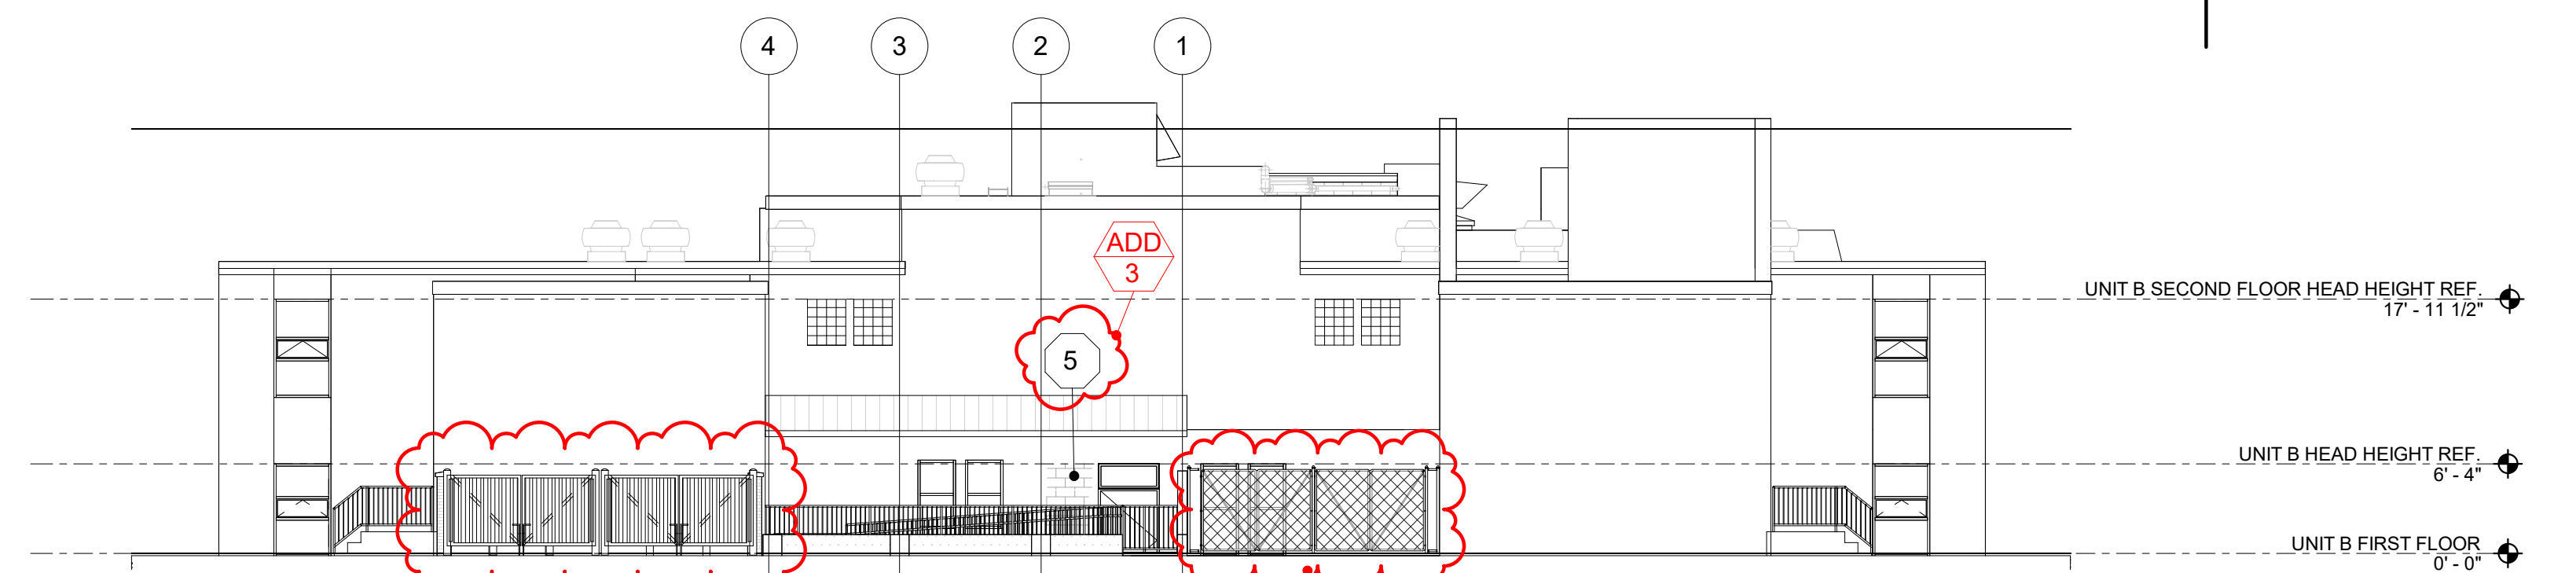 4 3 2 1
ADD
3
5
UNIT B SECOND FLOOR HEAD HEIGHT REF.
17' - 11 1/2"
UNIT B HEAD HEIGHT REF.
6' - 4"
UNIT B FIRST FLOOR
0' - 0"